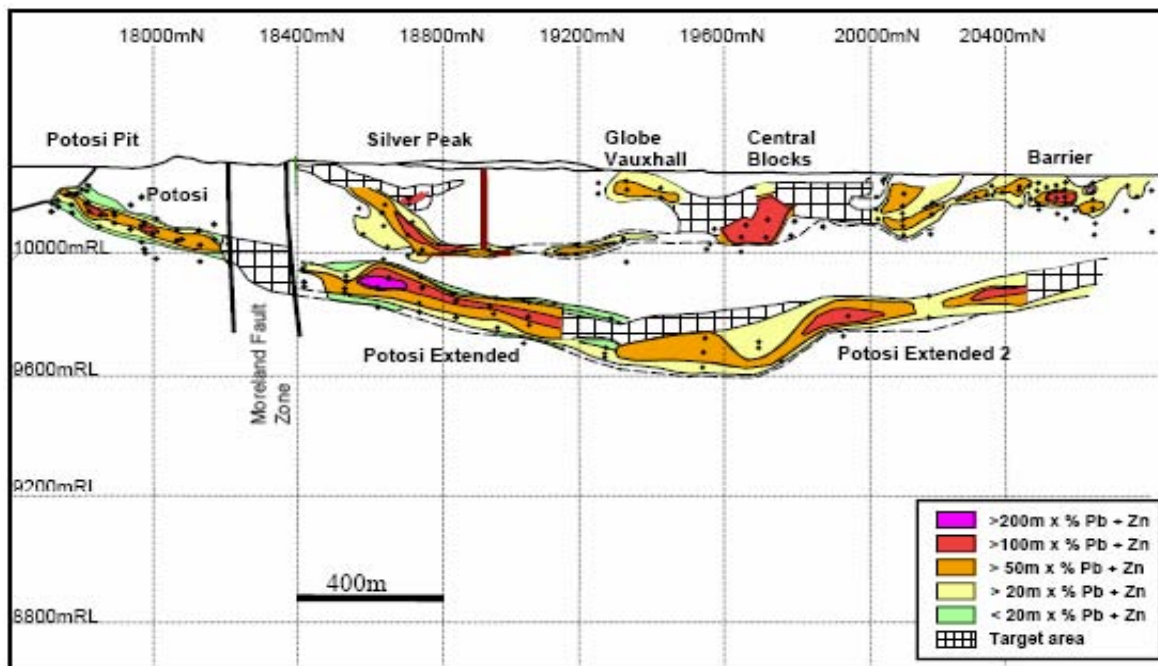 18000mN 18400mN 18800mN 19200mN 19600mN 20000mN 20400mN
Potosi Pit
Silver Peak
Globe
Vauxhall
Central
Blocks
Barrier
Potosi
10000mRL
Moreland Fault
Zone
Potosi Extended
Potosi Extended 2
9600mRL
9200mRL
400m
8800mRL
>200m x % Pb + Zn
>100m x % Pb + Zn
> 50m x % Pb + Zn
> 20m x % Pb + Zn
< 20m x % Pb + Zn
Target area